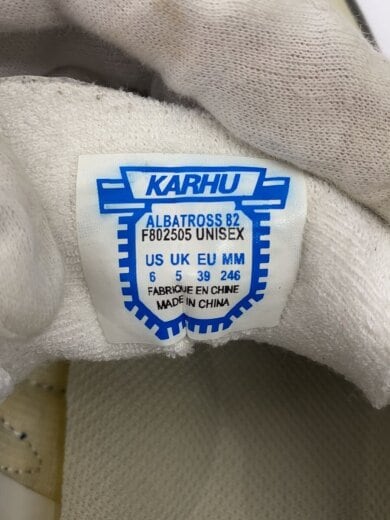 KARHU
ALBATROSS 82
F802505 UNISEX
US UK EU MM
6 5 39 246
FABRIQUE EN CHINE
MADE IN CHINA